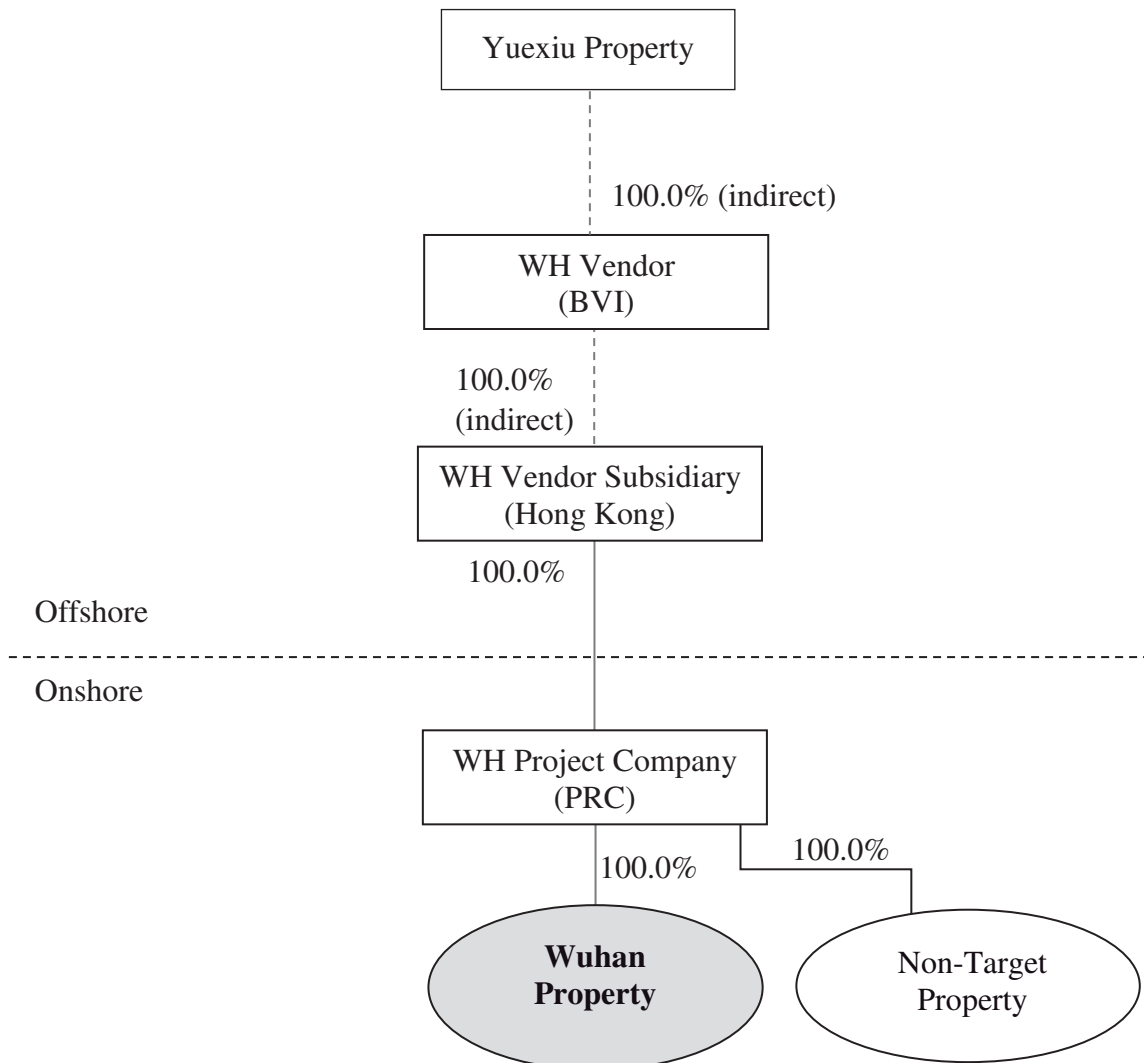 Yuexiu Property
100.0% (indirect)
WH Vendor
(BVI)
100.0%
(indirect)
WH Vendor Subsidiary
(Hong Kong)
100.0%
Offshore
Onshore
WH Project Company
(PRC)
100.0%
100.0%
Wuhan
Property
Non-Target
Property